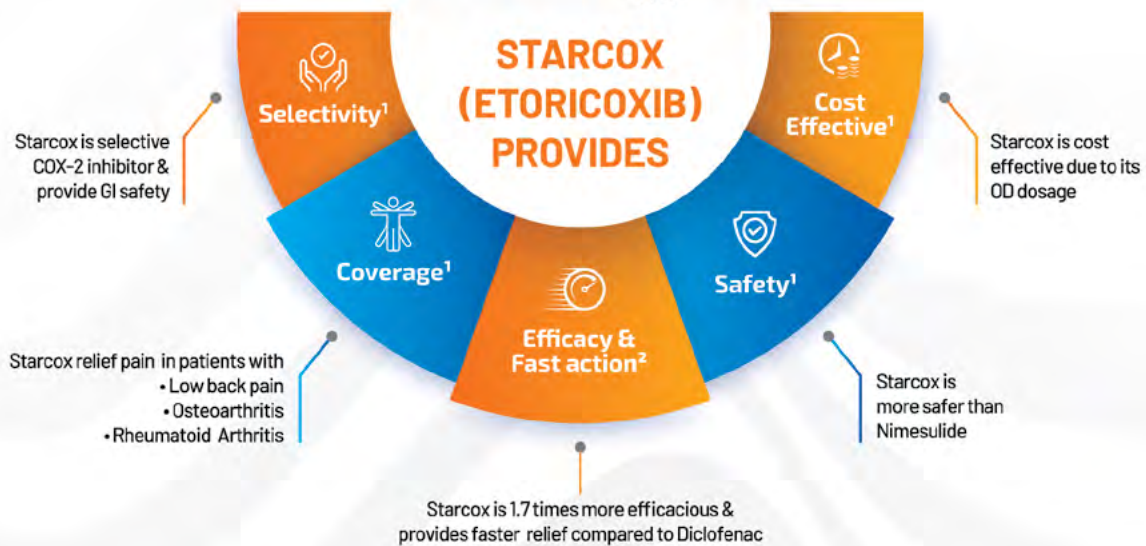 STARCOX
(ETORICOXIB)
PROVIDES
Selectivity¹
Starcox is selective
COX-2 inhibitor &
provide GI safety
Coverage¹
Starcox relief pain in patients with
• Low back pain
• Osteoarthritis
• Rheumatoid Arthritis
Efficacy &
Fast action²
Starcox is 1.7 times more efficacious &
provides faster relief compared to Diclofenac
Safety¹
Starcox is
more safer than
Nimesulide
Cost
Effective¹
Starcox is cost
effective due to its
OD dosage